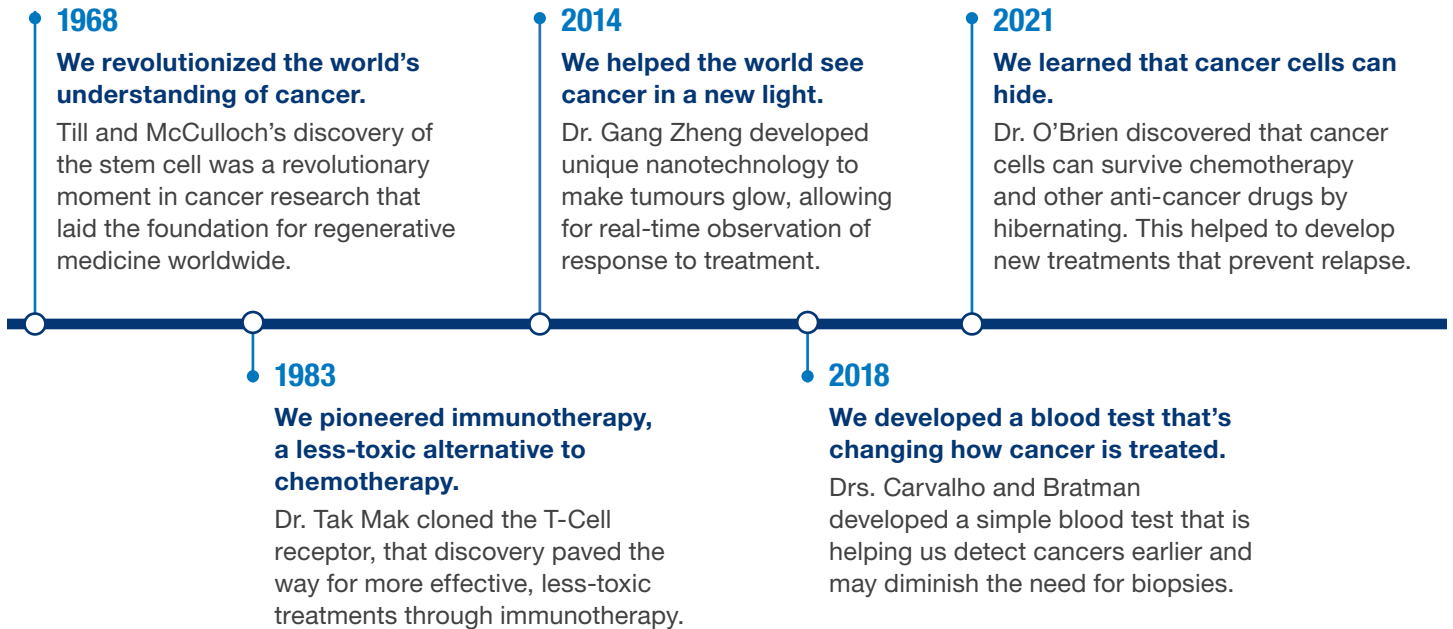 1968
We revolutionized the world’s
understanding of cancer.
Till and McCulloch’s discovery of
the stem cell was a revolutionary
moment in cancer research that
laid the foundation for regenerative
medicine worldwide.
1983
We pioneered immunotherapy,
a less-toxic alternative to
chemotherapy.
Dr. Tak Mak cloned the T-Cell
receptor, that discovery paved the
way for more effective, less-toxic
treatments through immunotherapy.
2014
We helped the world see
cancer in a new light.
Dr. Gang Zheng developed
unique nanotechnology to
make tumours glow, allowing
for real-time observation of
response to treatment.
2018
We developed a blood test that’s
changing how cancer is treated.
Drs. Carvalho and Bratman
developed a simple blood test that is
helping us detect cancers earlier and
may diminish the need for biopsies.
2021
We learned that cancer cells can
hide.
Dr. O’Brien discovered that cancer
cells can survive chemotherapy
and other anti-cancer drugs by
hibernating. This helped to develop
new treatments that prevent relapse.